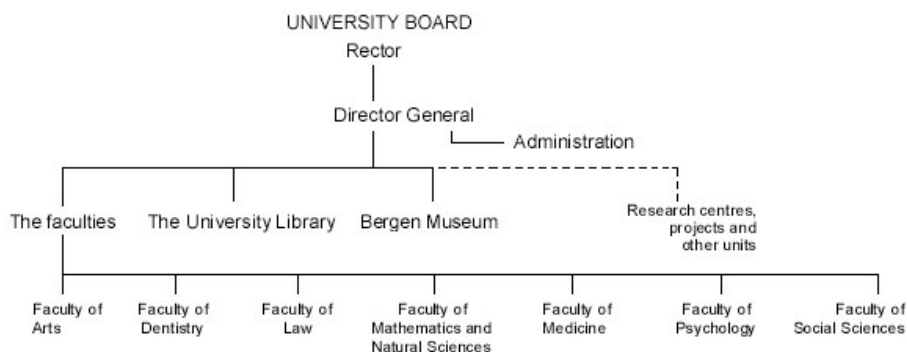 UNIVERSITY BOARD
Rector
Director General
Administration
The faculties
The University Library
Bergen Museum
Research centres,
projects and
other units
Faculty of
Arts
Faculty of
Dentistry
Faculty of
Law
Faculty of
Mathematics and
Natural Sciences
Faculty of
Medicine
Faculty of
Psychology
Faculty of
Social Sciences